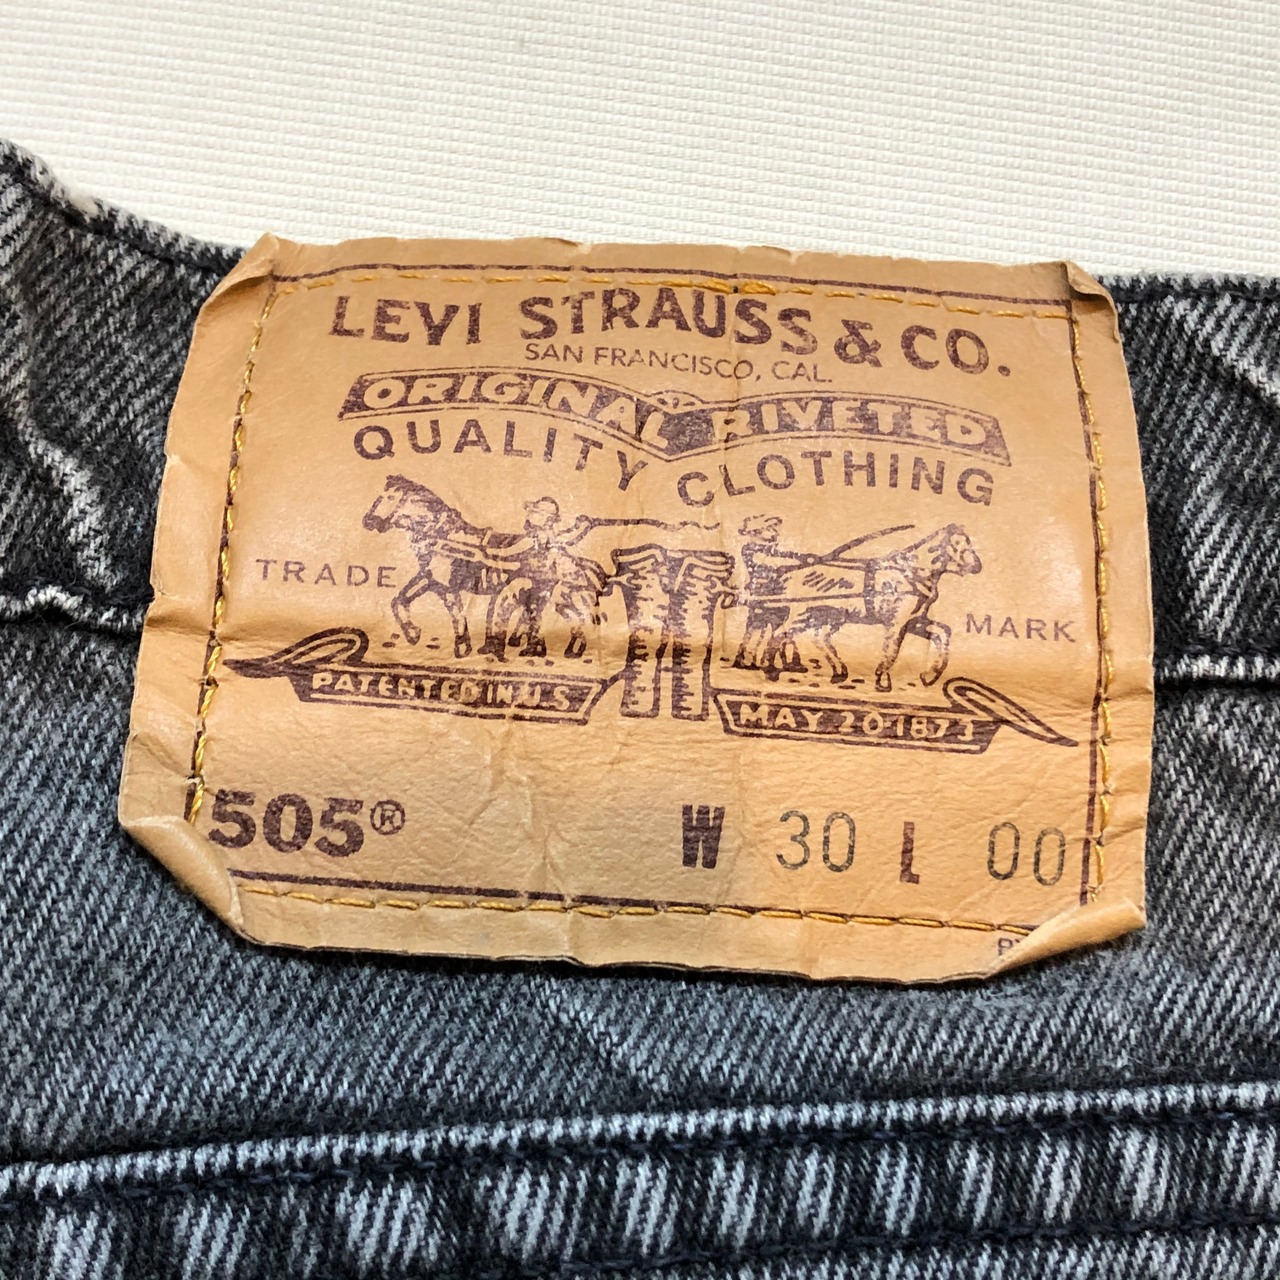 LEVI STRAUSS & CO.
SAN FRANCISCO, CAL.
ORIGINAL RIVETED
QUALITY CLOTHING
TRADE MARK
PATENTED IN U.S
MAY 20 1873
505® W 30 L 00